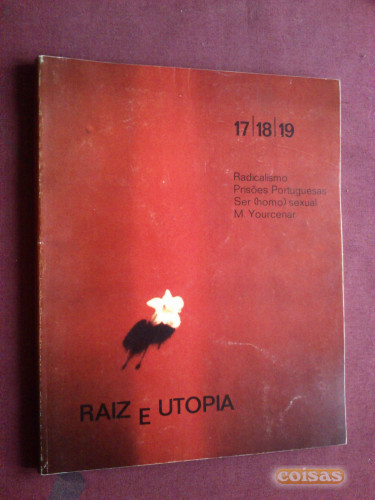 17|18|19
Radicalismo
Prisões Portuguesas
Ser (homo) sexual
M. Yourcenar
RAIZ E UTOPIA
coisas